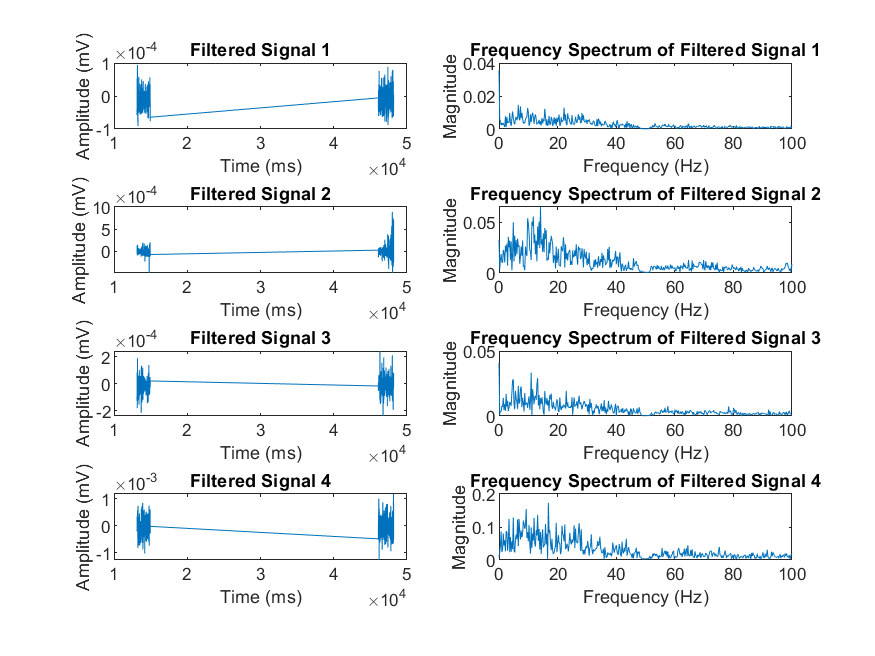 Filtered Signal 1
×10-4
Amplitude (mV)
1
0
-1
1 2 3 4 5
Time (ms)
×104
Frequency Spectrum of Filtered Signal 1
Magnitude
0.04
0.02
0
0 20 40 60 80 100
Frequency (Hz)
Filtered Signal 2
×10-4
Amplitude (mV)
10
5
0
1 2 3 4 5
Time (ms)
×104
Frequency Spectrum of Filtered Signal 2
Magnitude
0.05
0
0 20 40 60 80 100
Frequency (Hz)
Filtered Signal 3
×10-4
Amplitude (mV)
2
0
-2
1 2 3 4 5
Time (ms)
×104
Frequency Spectrum of Filtered Signal 3
Magnitude
0.05
0
0 20 40 60 80 100
Frequency (Hz)
Filtered Signal 4
×10-3
Amplitude (mV)
1
0
-1
1 2 3 4 5
Time (ms)
×104
Frequency Spectrum of Filtered Signal 4
Magnitude
0.2
0.1
0
0 20 40 60 80 100
Frequency (Hz)